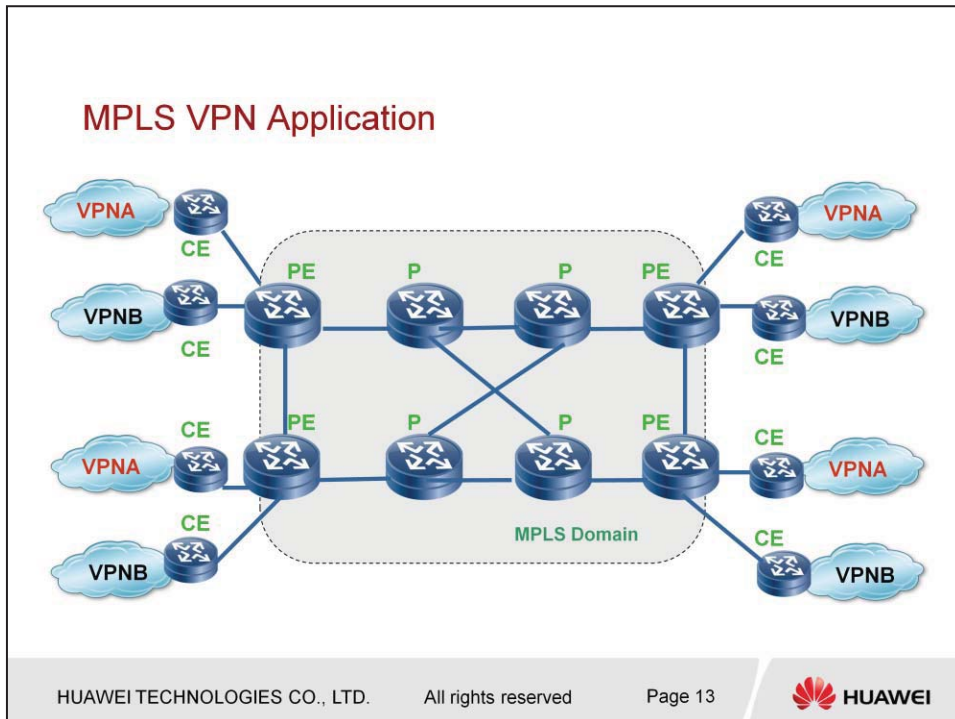 MPLS VPN Application
VPNA
CE
VPNA
CE
PE
P
P
PE
VPNB
CE
VPNB
CE
CE
PE
P
P
PE
CE
VPNA
VPNA
CE
MPLS Domain
CE
VPNB
VPNB
HUAWEI TECHNOLOGIES CO., LTD. All rights reserved Page 13 HUAWEI